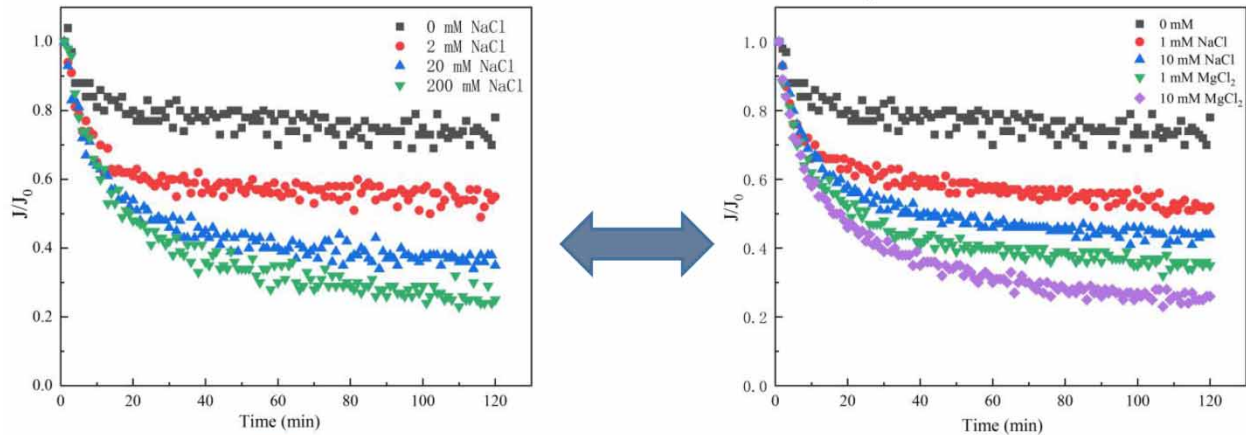 0 mM NaCl
2 mM NaCl
20 mM NaCl
200 mM NaCl
1.0
0.8
0.6
0.4
0.2
0.0
J/J0
0
20
40
60
80
100
120
Time (min)
0 mM
1 mM NaCl
10 mM NaCl
1 mM MgCl2
10 mM MgCl2
1.0
0.8
0.6
0.4
0.2
0.0
J/J0
0
20
40
60
80
100
120
Time (min)